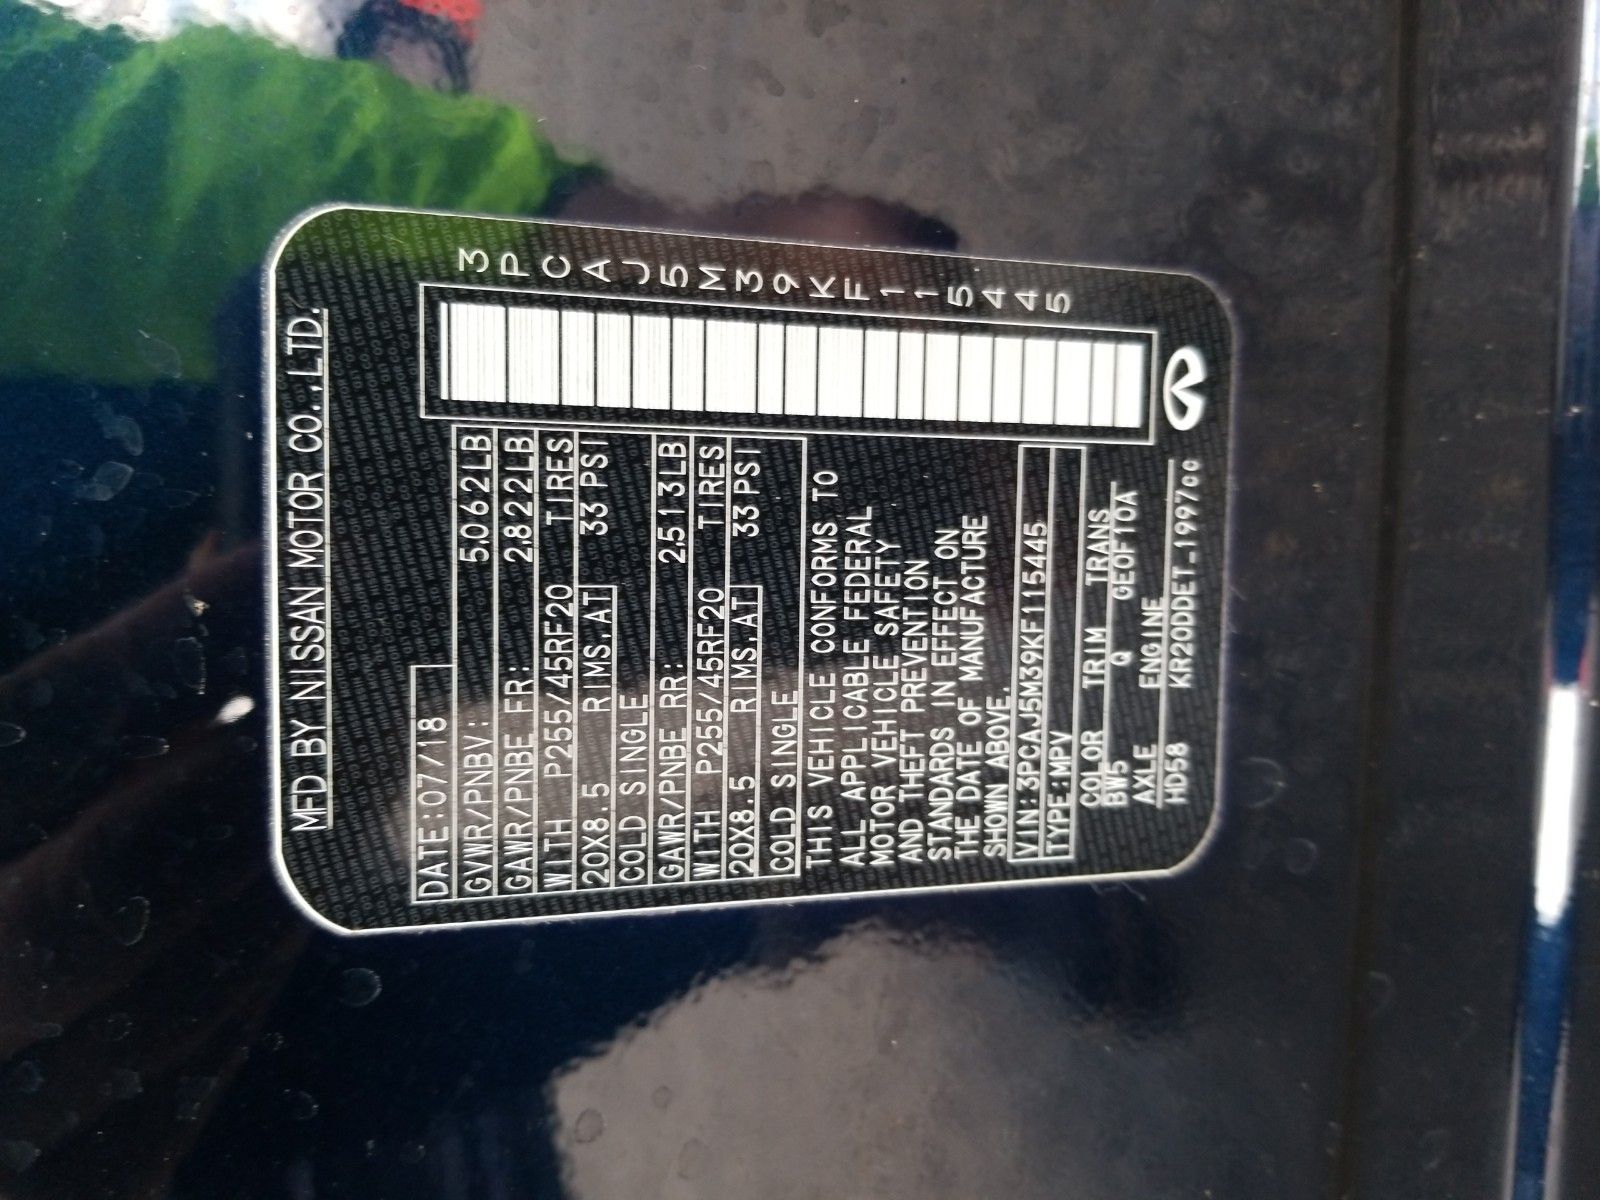 MFD BY NISSAN MOTOR CO.,LTD.
DATE:07/18
GVWR/PNBV: 5,062LB
GAWR/PNBE FR: 2,822LB
WITH P255/45RF20 TIRES
20X8.5 RIMS,AT 33 PSI
COLD SINGLE
GAWR/PNBE RR: 2,513LB
WITH P255/45RF20 TIRES
20X8.5 RIMS,AT 33 PSI
COLD SINGLE
THIS VEHICLE CONFORMS TO
ALL APPLICABLE FEDERAL
MOTOR VEHICLE SAFETY
AND THEFT PREVENTION
STANDARDS IN EFFECT ON
THE DATE OF MANUFACTURE
SHOWN ABOVE.
VIN:3PCAJ5M39KF115445
TYPE:MPV
COLOR TRIM TRANS
BW5 Q GE0F10A
AXLE ENGINE
HD58 KR20DDET_1997cc
3PCAJ5M39KF115445